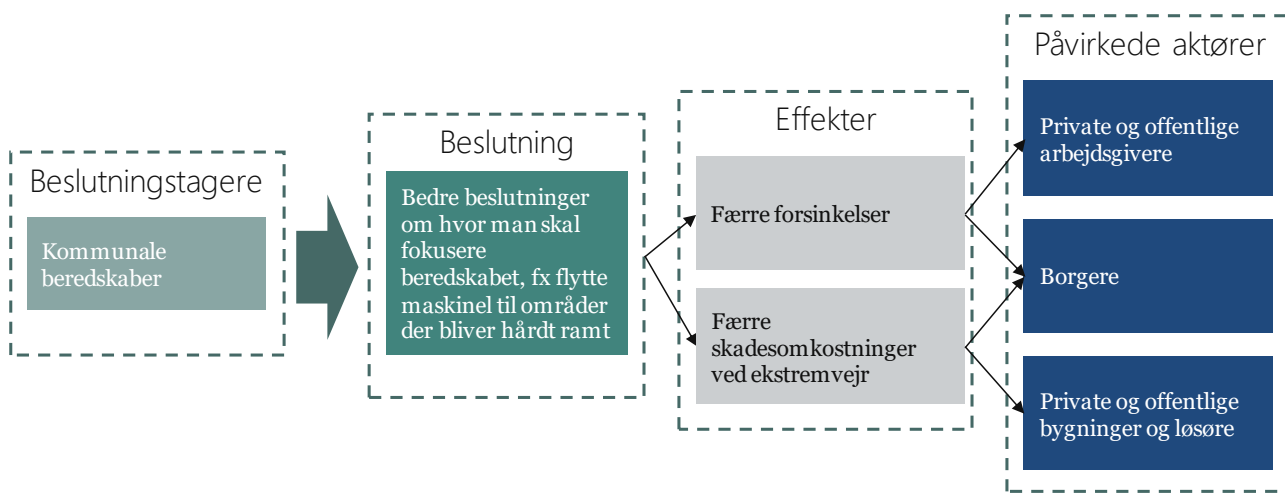 Beslutningstagere
Kommunale
beredskaber
Beslutning
Bedre beslutninger
om hvor man skal
fokusere
beredskabet, fx flytte
maskinel til områder
der bliver hårdt ramt
Effekter
Færre forsinkelser
Færre
skadesomkostninger
ved ekstremvejr
Påvirkede aktører
Private og offentlige
arbejdsgivere
Borgere
Private og offentlige
bygninger og løsøre